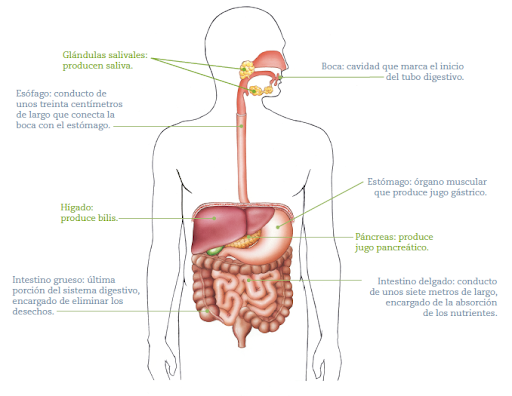 Glándulas salivales:
producen saliva.
Boca: cavidad que marca el inicio
del tubo digestivo.
Esófago: conducto de
unos treinta centímetros
de largo que conecta la
boca con el estómago.
Estómago: órgano muscular
que produce jugo gástrico.
Hígado:
produce bilis.
Páncreas: produce
jugo pancreático.
Intestino grueso: última
porción del sistema digestivo,
encargado de eliminar los
desechos.
Intestino delgado: conducto
de unos siete metros de largo,
encargado de la absorción
de los nutrientes.